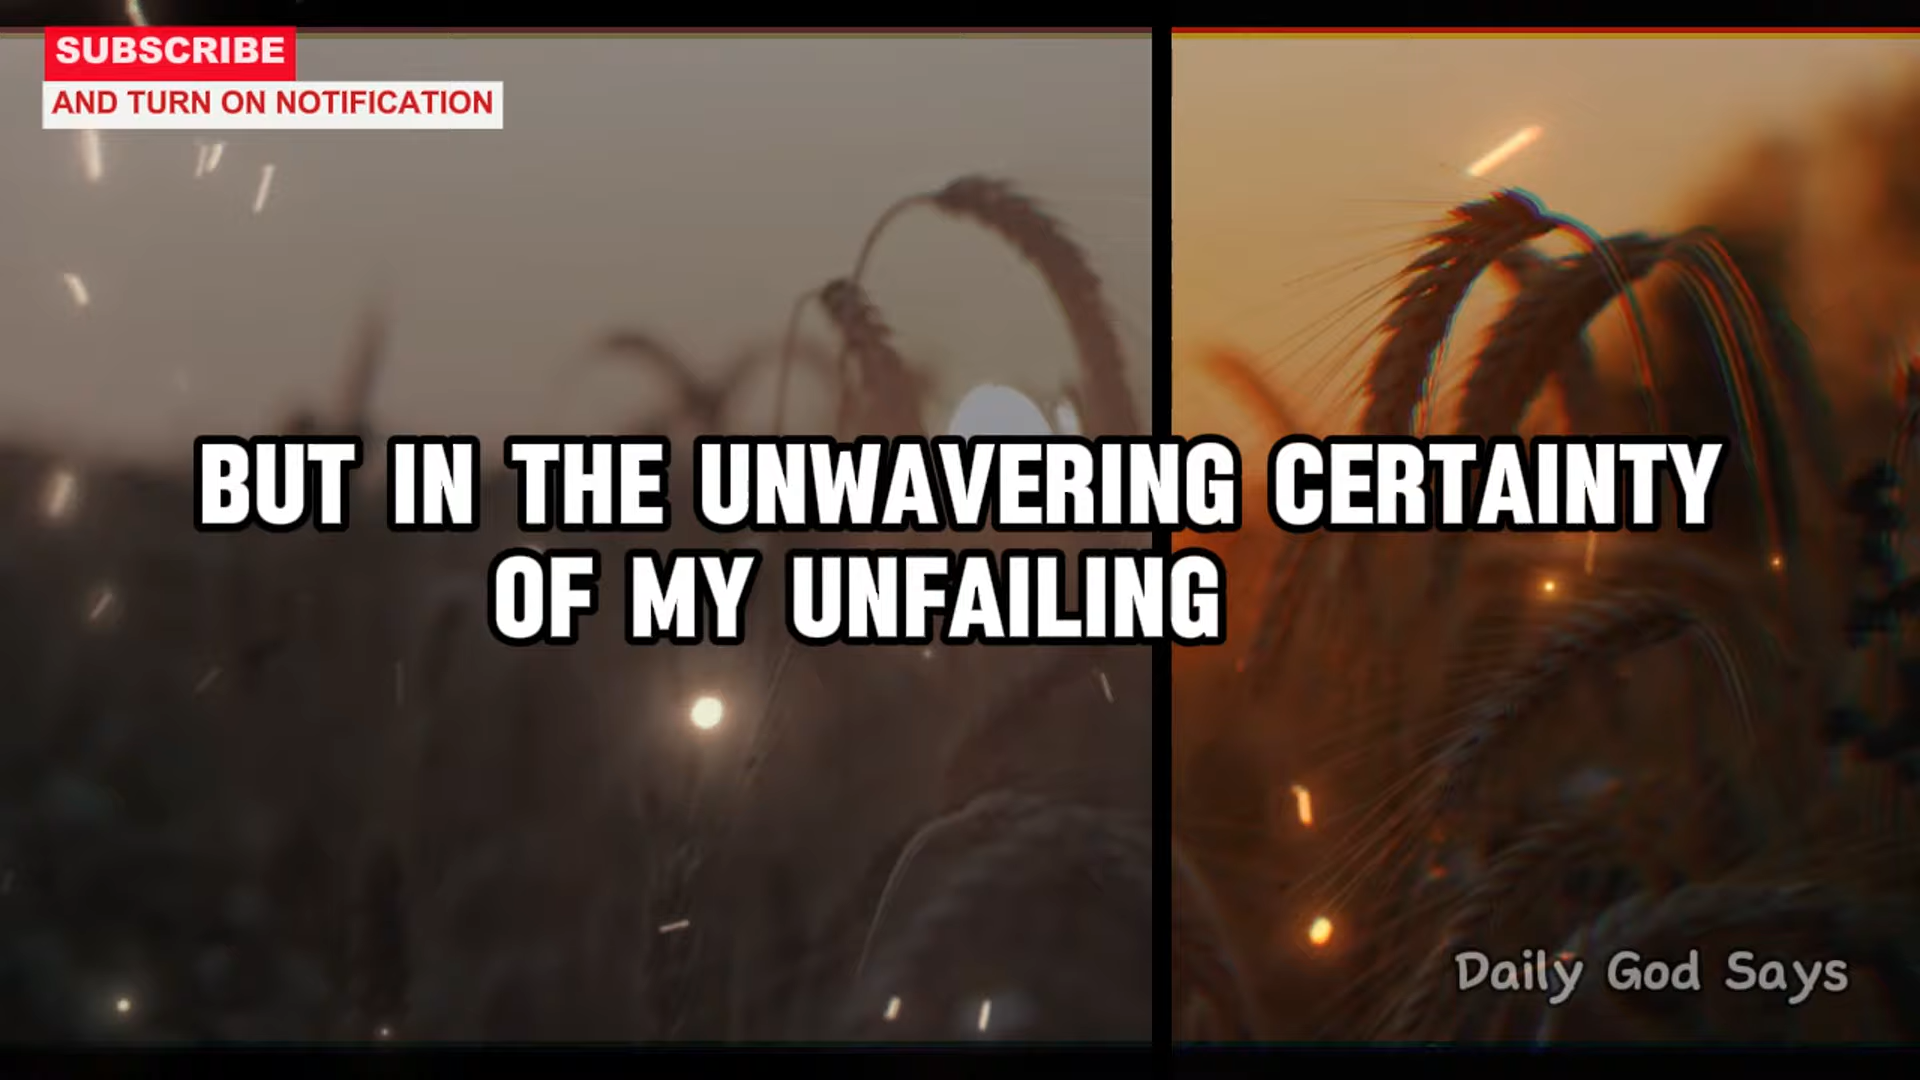 SUBSCRIBE
AND TURN ON NOTIFICATION
BUT IN THE UNWAVERING CERTAINTY
OF MY UNFAILING
Daily God Says